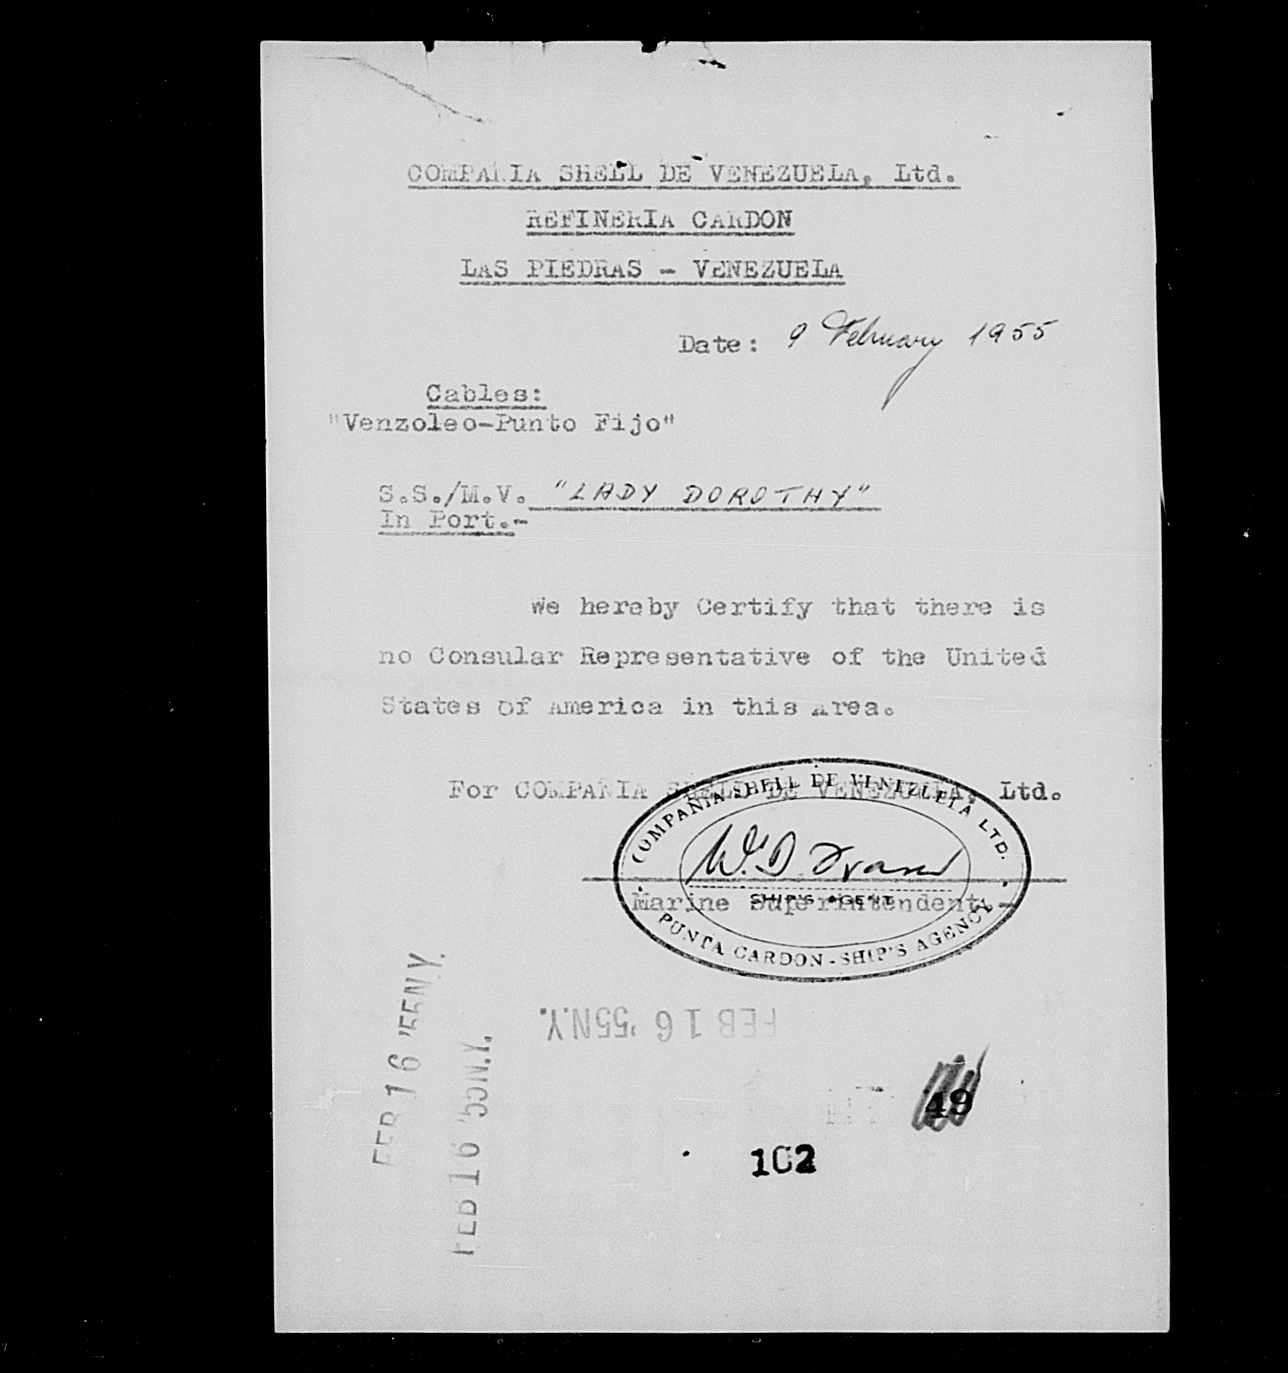 COMPAÑIA SHELL DE VENEZUELA, Ltd.
REFINERIA CARDON
LAS PIEDRAS - VENEZUELA
Date: 9 February 1955
Cables:
"Venzoleo-Punto Fijo"
S.S./M.V. "LADY DOROTHY"
In Port.-
We hereby Certify that there is
no Consular Representative of the United
States of America in this Area.
For COMPAÑIA SHELL DE VENEZUELA, Ltd.
COMPAÑIA SHELL DE VENEZUELA LTD.
W.D. Fraser
SHIP'S AGENT
Marine Superintendent.-
PUNTA CARDON - SHIP'S AGENCY
FEB 16 '55 N.Y.
FEB 16 '55 N.Y.
FEB 16 '55 N.Y.
49
102